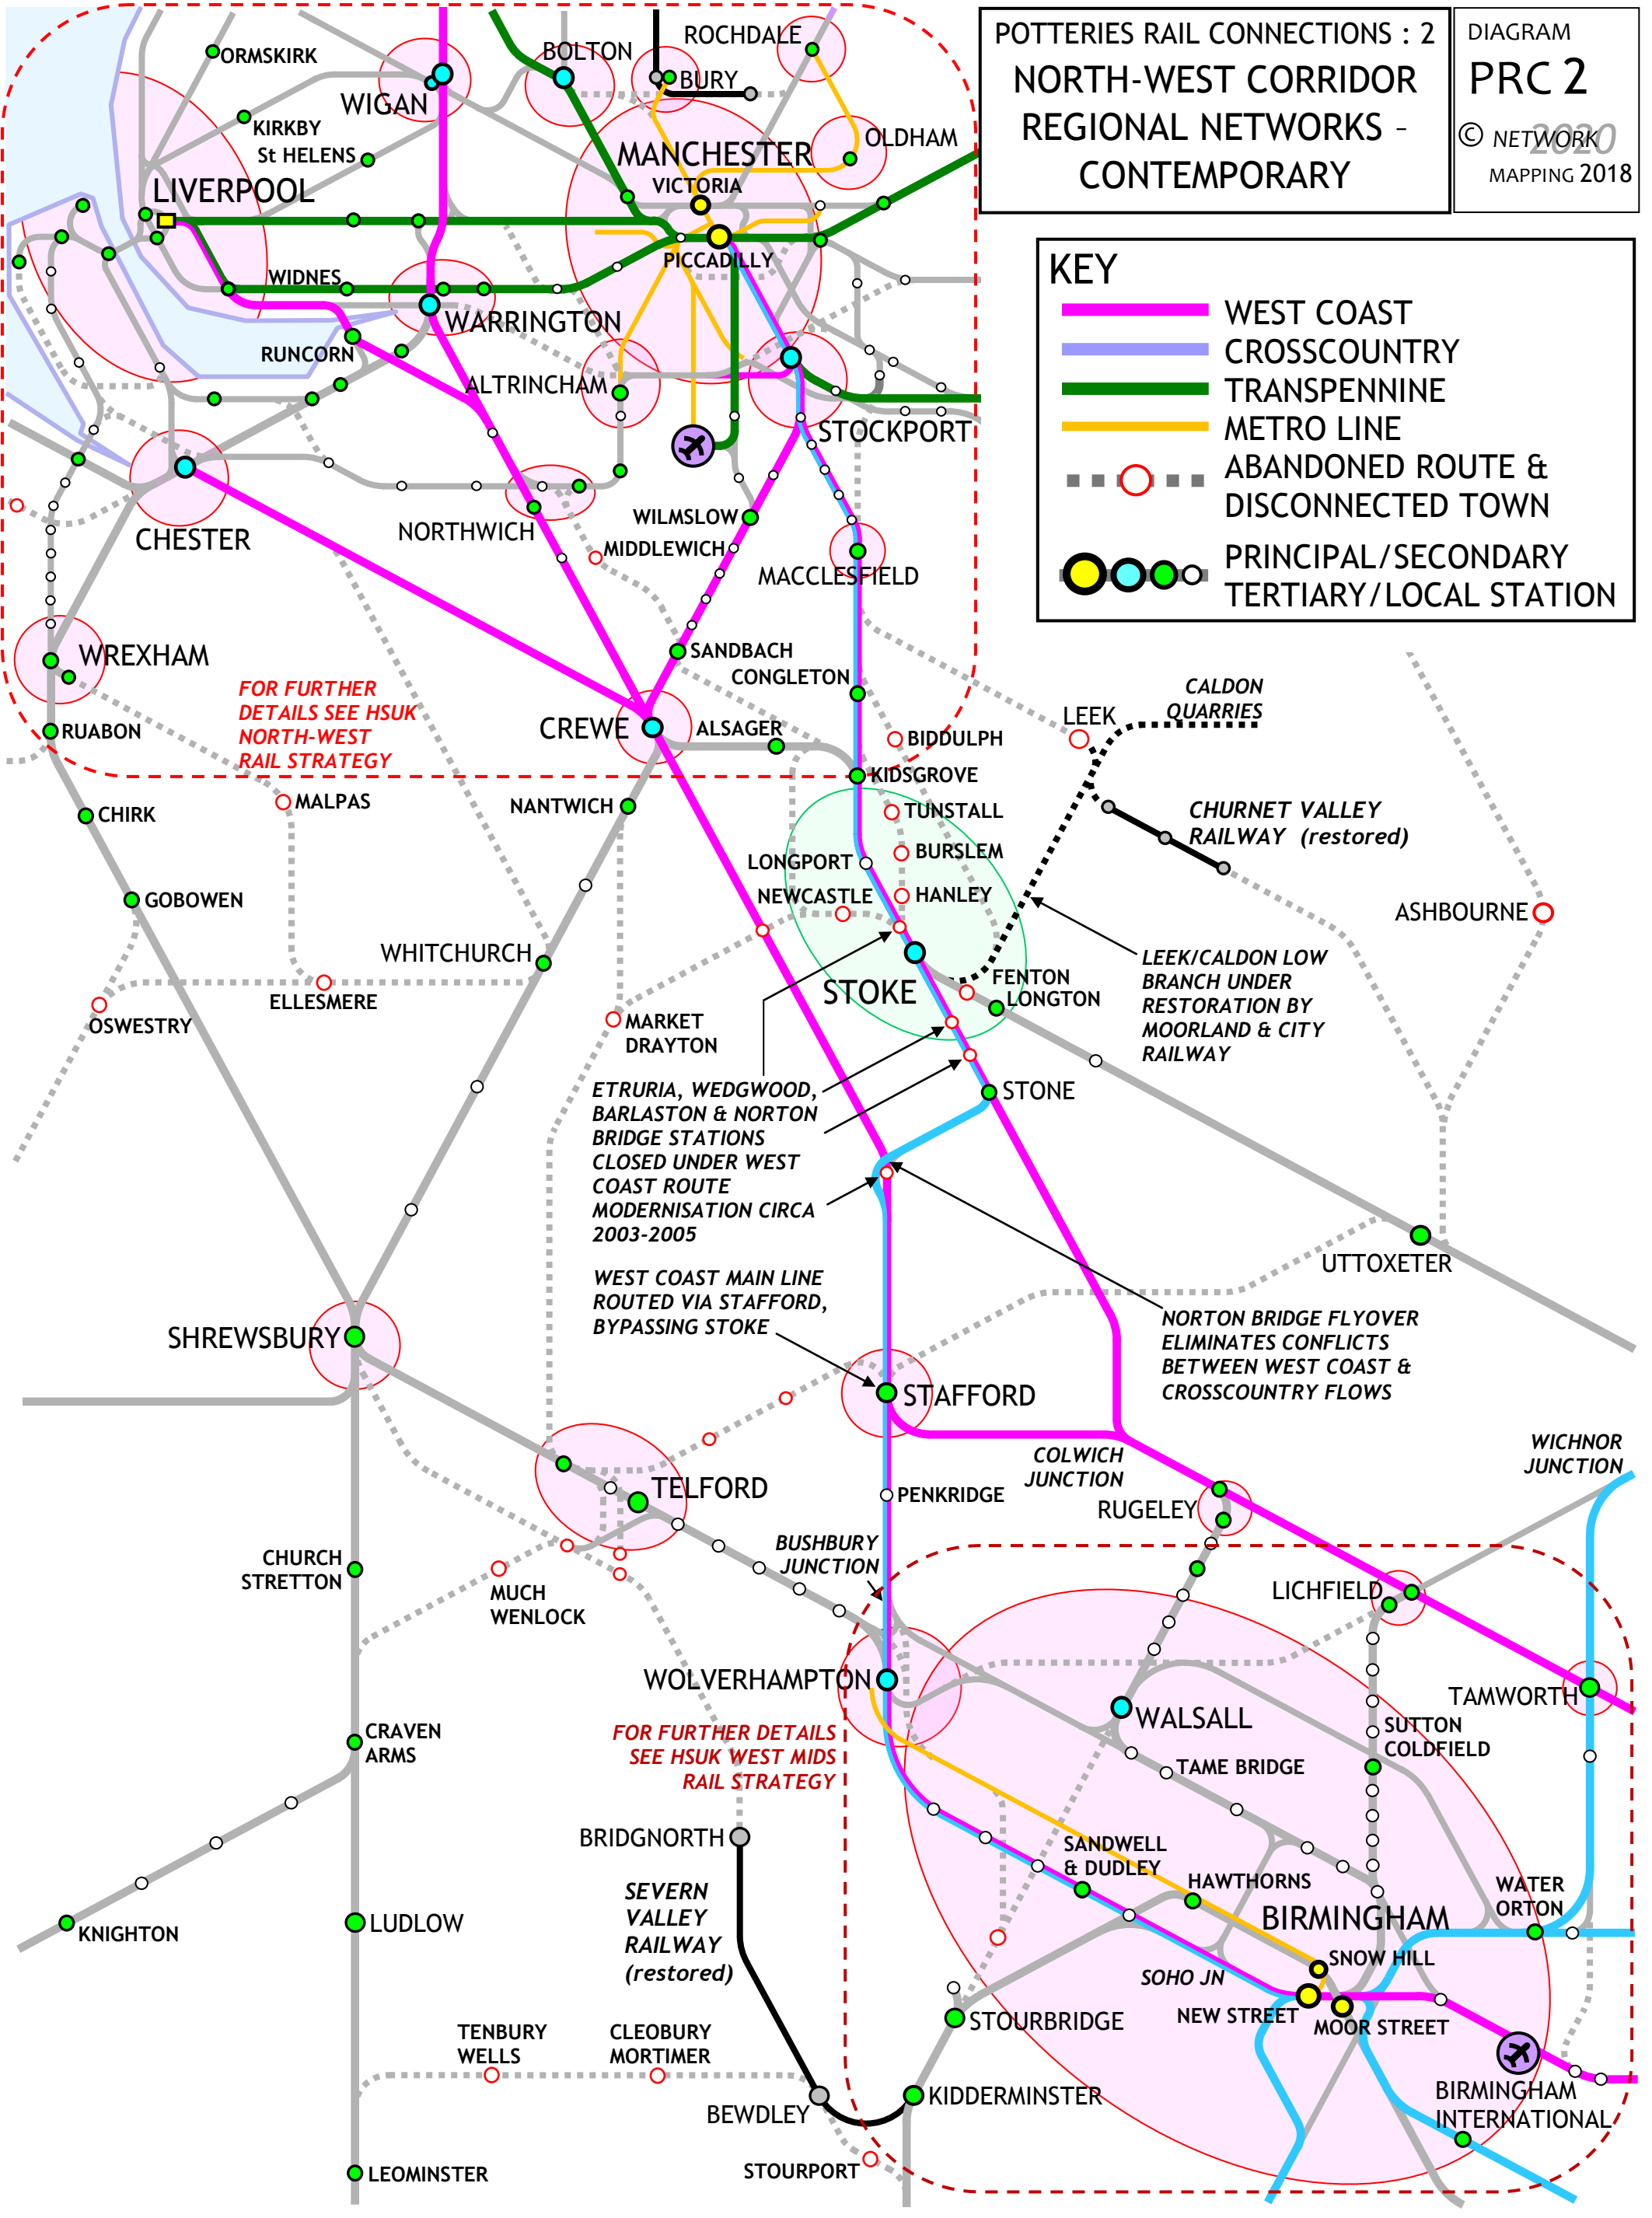 POTTERIES RAIL CONNECTIONS : 2
NORTH-WEST CORRIDOR
REGIONAL NETWORKS -
CONTEMPORARY
DIAGRAM
PRC 2
© NETWORK
2020
MAPPING 2018
KEY
WEST COAST
CROSSCOUNTRY
TRANSPENNINE
METRO LINE
ABANDONED ROUTE &
DISCONNECTED TOWN
PRINCIPAL/SECONDARY
TERTIARY/LOCAL STATION
ORMSKIRK
BOLTON
ROCHDALE
BURY
WIGAN
KIRKBY
St HELENS
OLDHAM
MANCHESTER
VICTORIA
LIVERPOOL
PICCADILLY
WIDNES
WARRINGTON
RUNCORN
ALTRINCHAM
STOCKPORT
CHESTER
NORTHWICH
WILMSLOW
MIDDLEWICH
MACCLESFIELD
WREXHAM
SANDBACH
CONGLETON
FOR FURTHER
DETAILS SEE HSUK
NORTH-WEST
RAIL STRATEGY
RUABON
CREWE
ALSAGER
BIDDULPH
LEEK
CALDON
QUARRIES
KIDSGROVE
MALPAS
NANTWICH
CHIRK
TUNSTALL
CHURNET VALLEY
RAILWAY (restored)
BURSLEM
LONGPORT
NEWCASTLE
HANLEY
GOBOWEN
ASHBOURNE
WHITCHURCH
ELLESMERE
OSWESTRY
STOKE
FENTON
LONGTON
LEEK/CALDON LOW
BRANCH UNDER
RESTORATION BY
MOORLAND & CITY
RAILWAY
MARKET
DRAYTON
ETRURIA, WEDGWOOD,
BARLASTON & NORTON
BRIDGE STATIONS
CLOSED UNDER WEST
COAST ROUTE
MODERNISATION CIRCA
2003-2005
STONE
UTTOXETER
WEST COAST MAIN LINE
ROUTED VIA STAFFORD,
BYPASSING STOKE
NORTON BRIDGE FLYOVER
ELIMINATES CONFLICTS
BETWEEN WEST COAST &
CROSSCOUNTRY FLOWS
SHREWSBURY
STAFFORD
COLWICH
JUNCTION
WICHNOR
JUNCTION
TELFORD
PENKRIDGE
RUGELEY
BUSHBURY
JUNCTION
CHURCH
STRETTON
MUCH
WENLOCK
LICHFIELD
WOLVERHAMPTON
WALSALL
TAMWORTH
FOR FURTHER DETAILS
SEE HSUK WEST MIDS
RAIL STRATEGY
CRAVEN
ARMS
SUTTON
COLDFIELD
TAME BRIDGE
BRIDGNORTH
SANDWELL
& DUDLEY
HAWTHORNS
WATER
ORTON
SEVERN
VALLEY
RAILWAY
(restored)
KNIGHTON
LUDLOW
BIRMINGHAM
SNOW HILL
SOHO JN
NEW STREET
MOOR STREET
STOURBRIDGE
TENBURY
WELLS
CLEOBURY
MORTIMER
BEWDLEY
KIDDERMINSTER
BIRMINGHAM
INTERNATIONAL
LEOMINSTER
STOURPORT